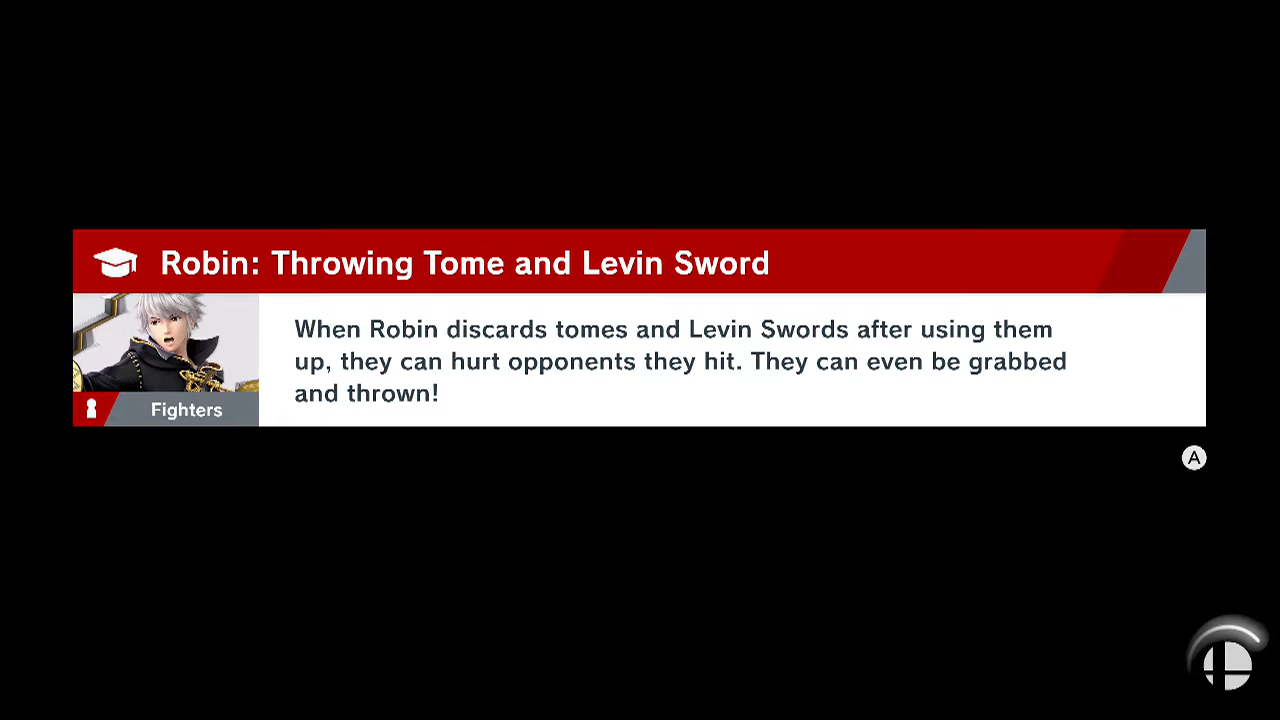 Robin: Throwing Tome and Levin Sword
When Robin discards tomes and Levin Swords after using them
up, they can hurt opponents they hit. They can even be grabbed
and thrown!
Fighters
A